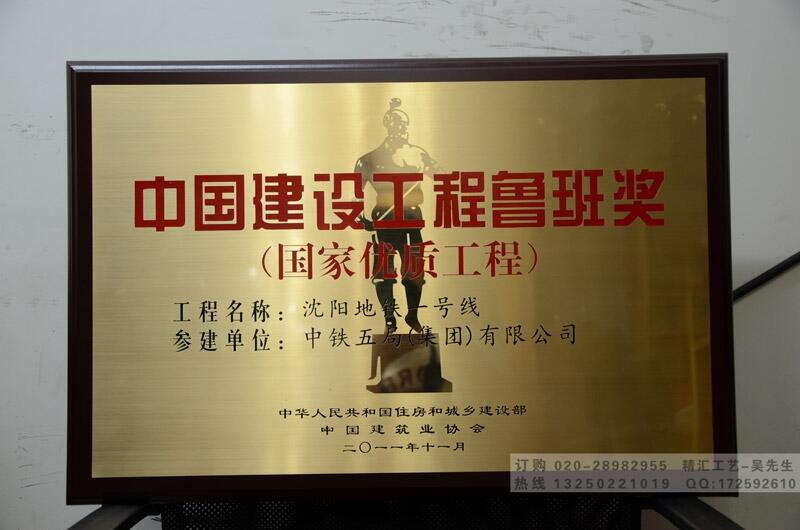 中国建设工程鲁班奖
（国家优质工程）
工程名称：沈阳地铁一号线
参建单位：中铁五局(集团)有限公司
中华人民共和国住房和城乡建设部
中国建筑业协会
二〇一一年十一月
订购 020-28982955 精汇工艺-吴先生
热线 13250221019 QQ:172592610